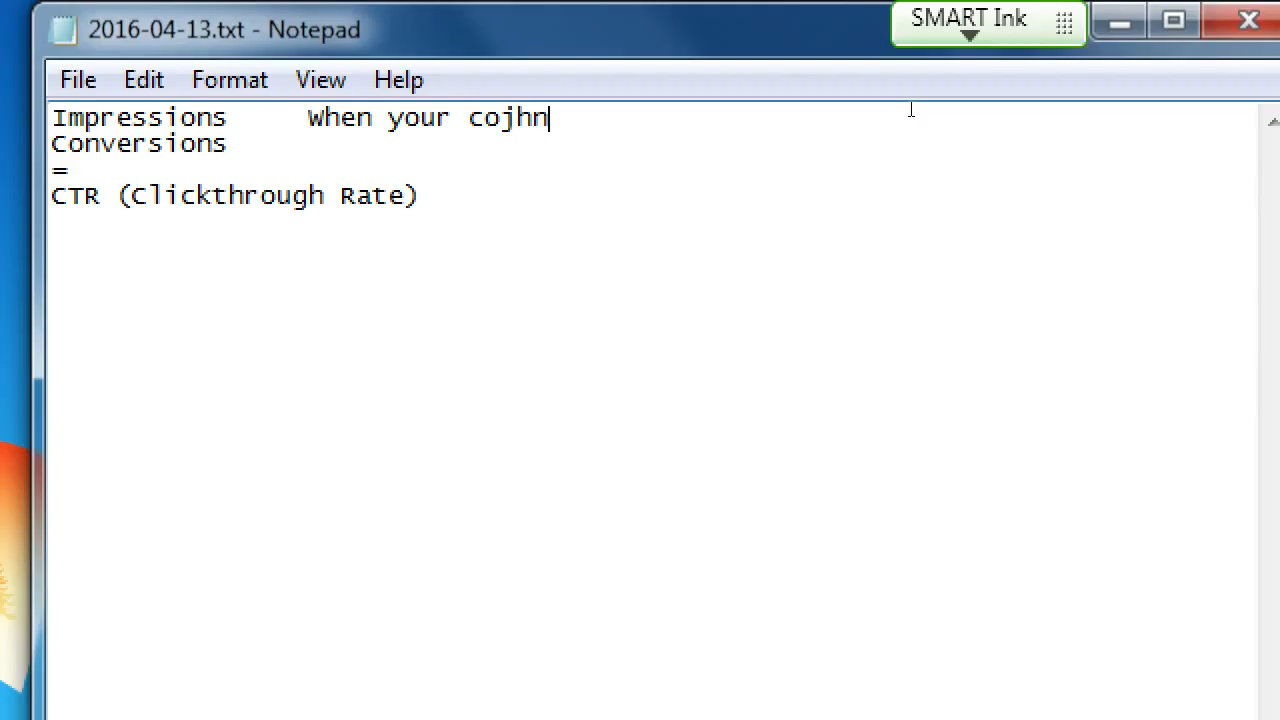 2016-04-13.txt - Notepad
SMART Ink
File Edit Format View Help
Impressions When your cojhn
Conversions
=
CTR (Clickthrough Rate)